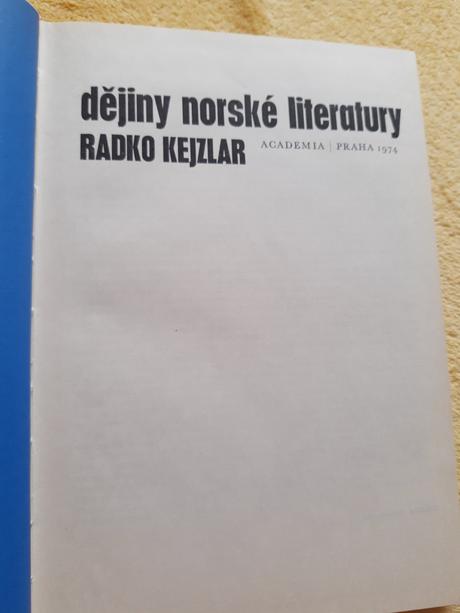 dějiny norské literatury
RADKO KEJZLAR
ACADEMIA | PRAHA 1974